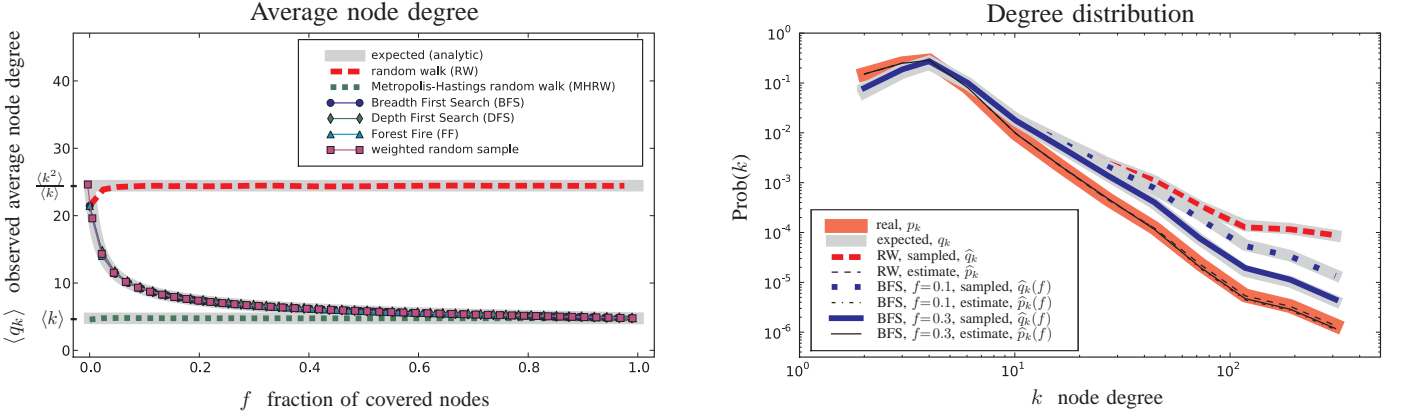 Average node degree
⟨q_k⟩ observed average node degree
40
30
20
10
0
⟨k²⟩
⟨k⟩
⟨k⟩
expected (analytic)
random walk (RW)
Metropolis-Hastings random walk (MHRW)
Breadth First Search (BFS)
Depth First Search (DFS)
Forest Fire (FF)
weighted random sample
0.0 0.2 0.4 0.6 0.8 1.0
f fraction of covered nodes
Degree distribution
Prob(k)
10⁰
10⁻¹
10⁻²
10⁻³
10⁻⁴
10⁻⁵
10⁻⁶
real, p_k
expected, q_k
RW, sampled, q̂_k
RW, estimate, p̂_k
BFS, f=0.1, sampled, q̂_k(f)
BFS, f=0.1, estimate, p̂_k(f)
BFS, f=0.3, sampled, q̂_k(f)
BFS, f=0.3, estimate, p̂_k(f)
10⁰ 10¹ 10²
k node degree